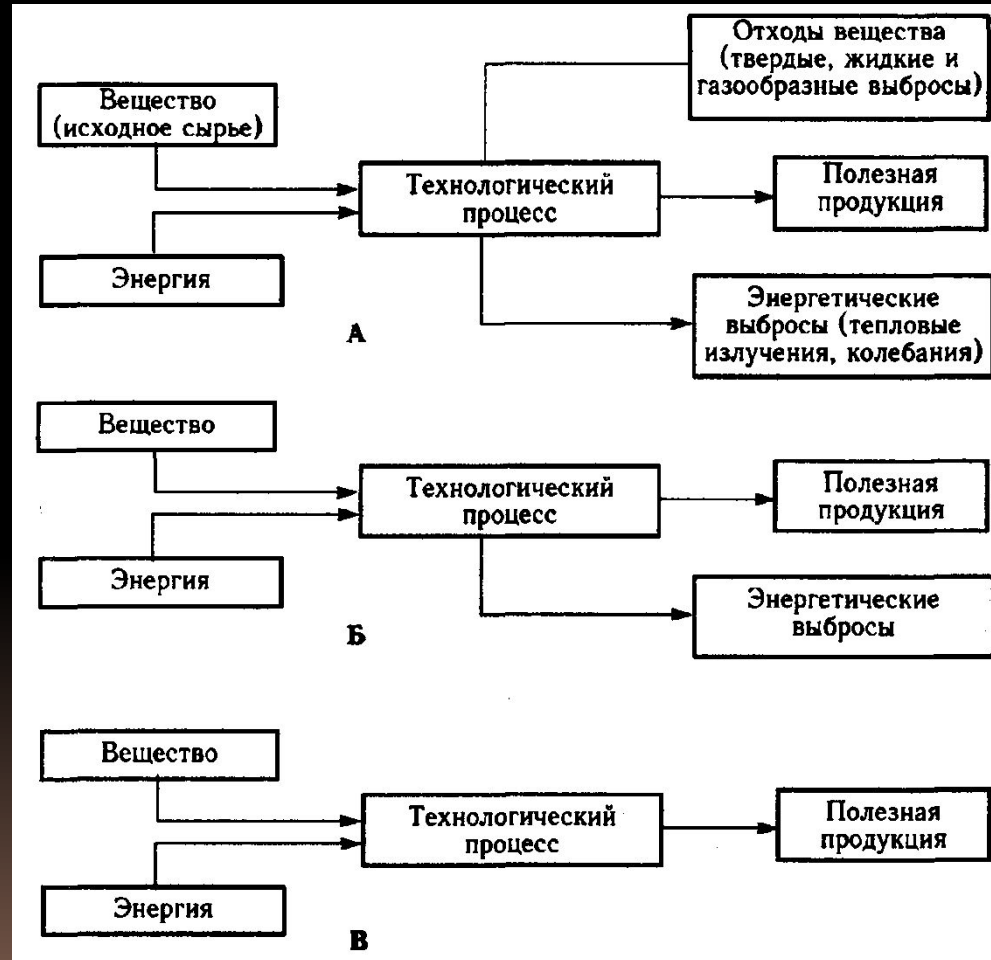 Отходы вещества
(твердые, жидкие и
газообразные выбросы)
Вещество
(исходное сырье)
Технологический
процесс
Полезная
продукция
Энергия
Энергетические
выбросы (тепловые
излучения, колебания)
А
Вещество
Технологический
процесс
Полезная
продукция
Энергия
Энергетические
выбросы
Б
Вещество
Технологический
процесс
Полезная
продукция
Энергия
В